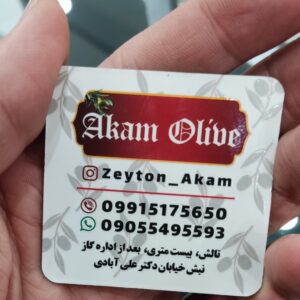 Akam Olive
Zeyton_Akam
09915175650
09055495593
تالش، بیست متری، بعد از اداره گاز
نبش خیابان دکتر علی آبادی